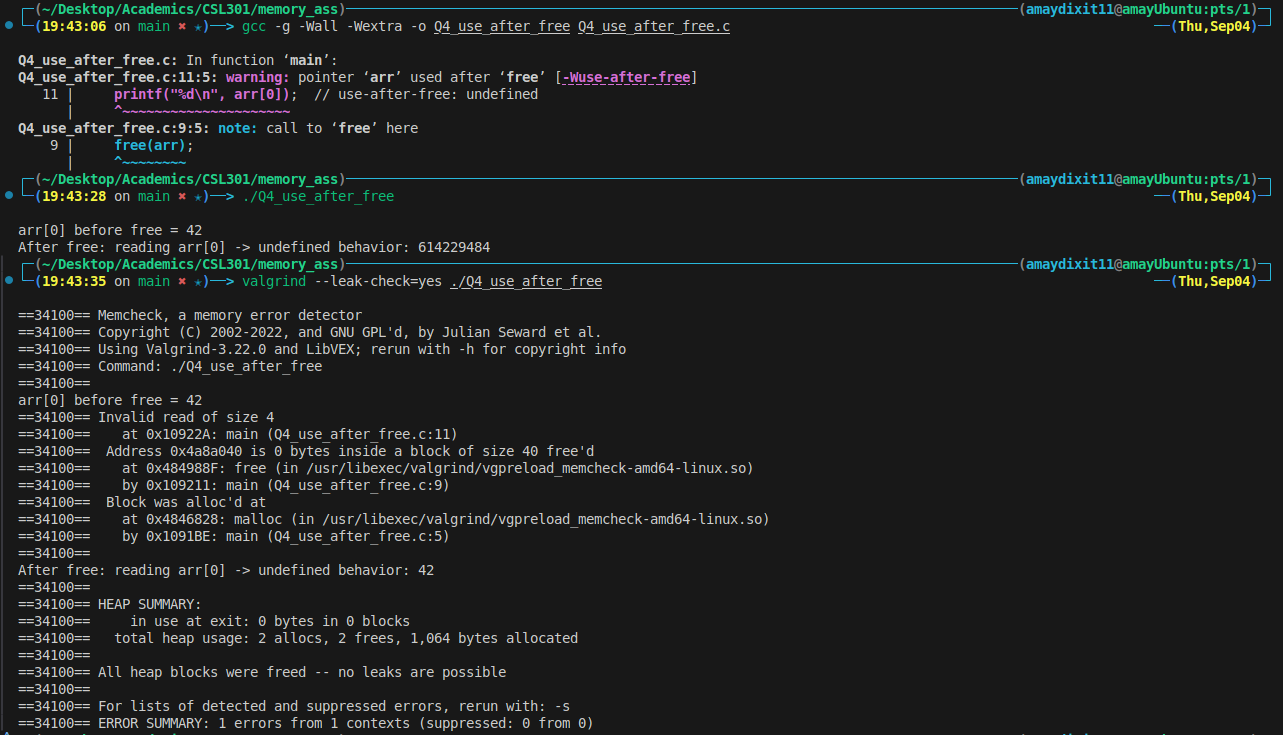 (~/Desktop/Academics/CSL301/memory_ass) (amaydixit11@amayUbuntu:pts/1)
(19:43:06 on main ✖ ✭)──> gcc -g -Wall -Wextra -o Q4_use_after_free Q4_use_after_free.c (Thu,Sep04)
Q4_use_after_free.c: In function ‘main’:
Q4_use_after_free.c:11:5: warning: pointer ‘arr’ used after ‘free’ [-Wuse-after-free]
11 | printf("%d\n", arr[0]); // use-after-free: undefined
| ^~~~~~~~~~~~~~~~~~~~~~
Q4_use_after_free.c:9:5: note: call to ‘free’ here
9 | free(arr);
| ^~~~~~~~~
(~/Desktop/Academics/CSL301/memory_ass) (amaydixit11@amayUbuntu:pts/1)
(19:43:28 on main ✖ ✭)──> ./Q4_use_after_free (Thu,Sep04)
arr[0] before free = 42
After free: reading arr[0] -> undefined behavior: 614229484
(~/Desktop/Academics/CSL301/memory_ass) (amaydixit11@amayUbuntu:pts/1)
(19:43:35 on main ✖ ✭)──> valgrind --leak-check=yes ./Q4_use_after_free (Thu,Sep04)
==34100== Memcheck, a memory error detector
==34100== Copyright (C) 2002-2022, and GNU GPL'd, by Julian Seward et al.
==34100== Using Valgrind-3.22.0 and LibVEX; rerun with -h for copyright info
==34100== Command: ./Q4_use_after_free
==34100==
arr[0] before free = 42
==34100== Invalid read of size 4
==34100== at 0x10922A: main (Q4_use_after_free.c:11)
==34100== Address 0x4a8a040 is 0 bytes inside a block of size 40 free'd
==34100== at 0x484988F: free (in /usr/libexec/valgrind/vgpreload_memcheck-amd64-linux.so)
==34100== by 0x109211: main (Q4_use_after_free.c:9)
==34100== Block was alloc'd at
==34100== at 0x4846828: malloc (in /usr/libexec/valgrind/vgpreload_memcheck-amd64-linux.so)
==34100== by 0x1091BE: main (Q4_use_after_free.c:5)
==34100==
After free: reading arr[0] -> undefined behavior: 42
==34100==
==34100== HEAP SUMMARY:
==34100== in use at exit: 0 bytes in 0 blocks
==34100== total heap usage: 2 allocs, 2 frees, 1,064 bytes allocated
==34100==
==34100== All heap blocks were freed -- no leaks are possible
==34100==
==34100== For lists of detected and suppressed errors, rerun with: -s
==34100== ERROR SUMMARY: 1 errors from 1 contexts (suppressed: 0 from 0)